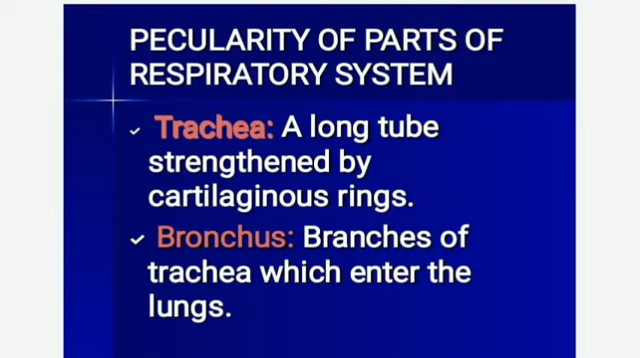 PECULARITY OF PARTS OF
RESPIRATORY SYSTEM
✓ Trachea: A long tube
strengthened by
cartilaginous rings.
✓ Bronchus: Branches of
trachea which enter the
lungs.